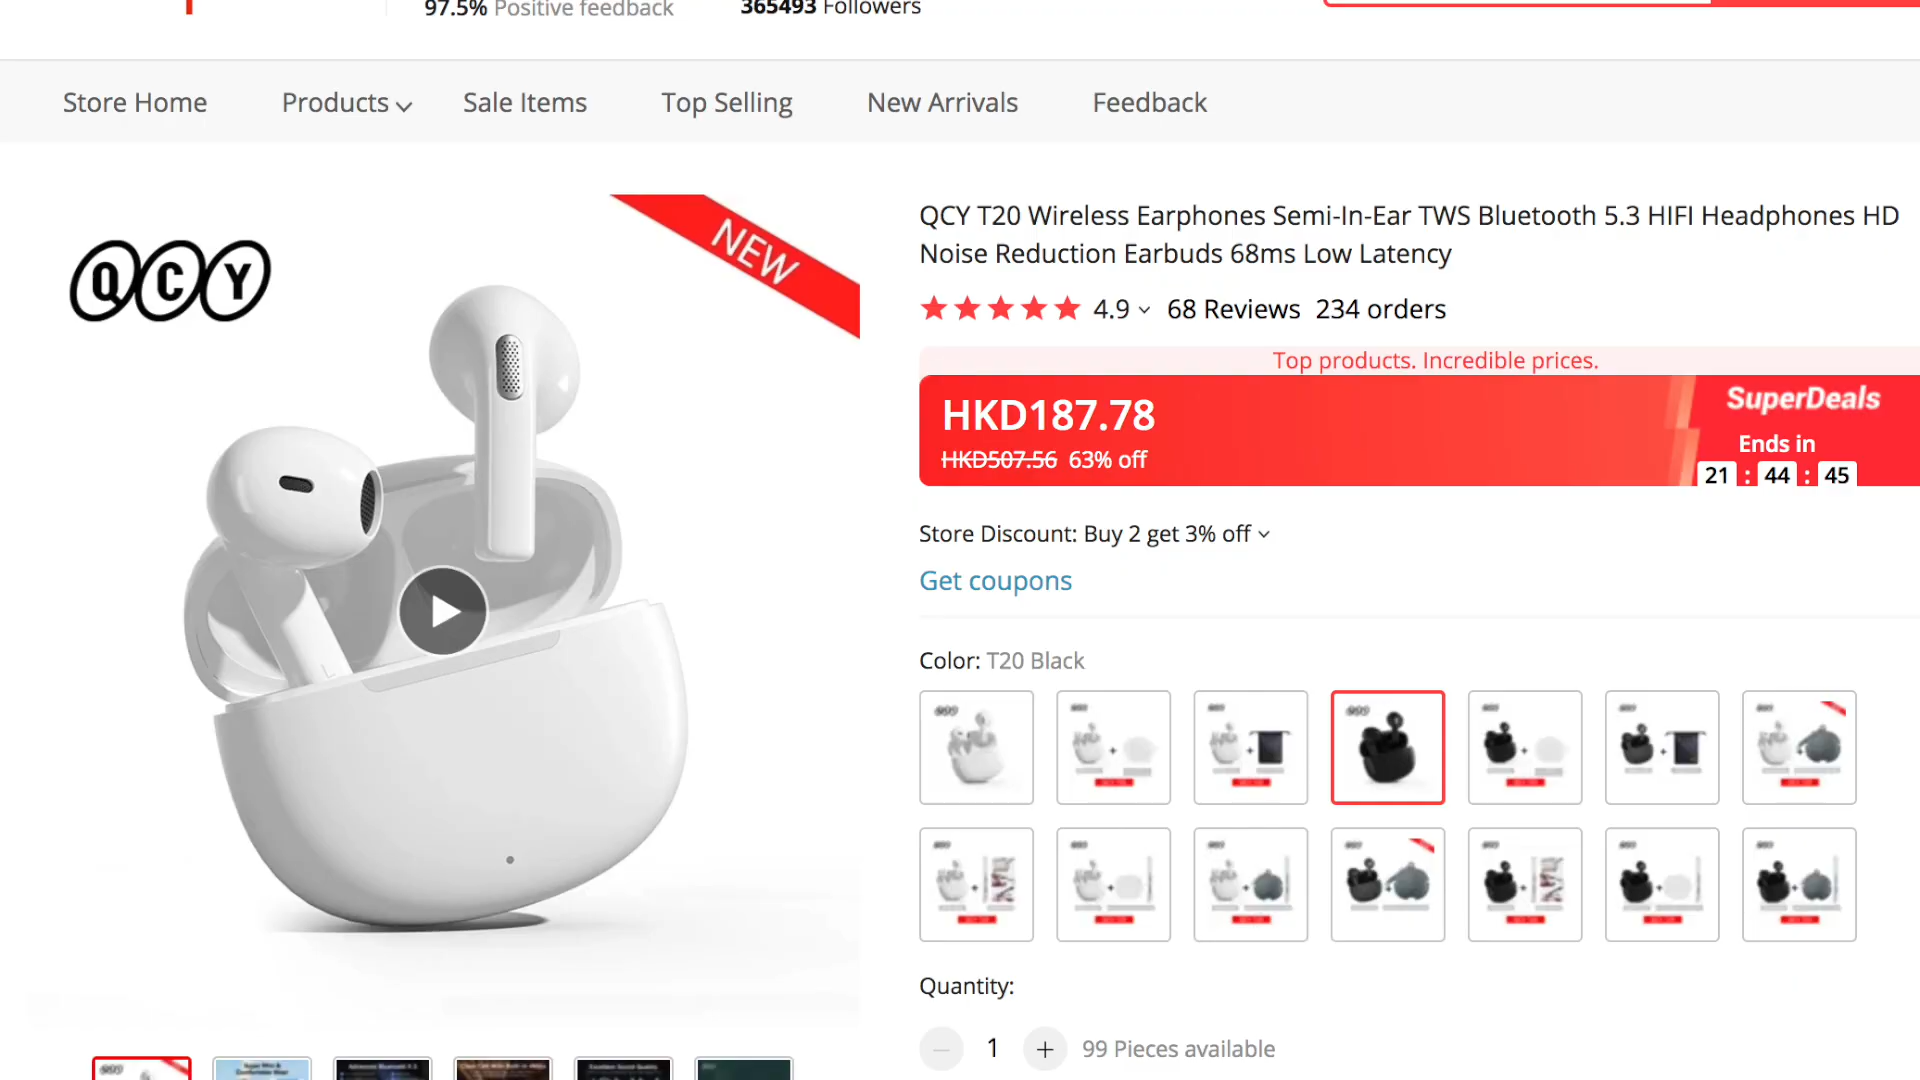 97.5% Positive feedback
365493 Followers
Store Home
Products
Sale Items
Top Selling
New Arrivals
Feedback
QCY
NEW
QCY T20 Wireless Earphones Semi-In-Ear TWS Bluetooth 5.3 HIFI Headphones HD
Noise Reduction Earbuds 68ms Low Latency
4.9
68 Reviews
234 orders
Top products. Incredible prices.
HKD187.78
HKD507.56 63% off
SuperDeals
Ends in
21 : 44 : 45
Store Discount: Buy 2 get 3% off
Get coupons
Color: T20 Black
Quantity:
1
99 Pieces available